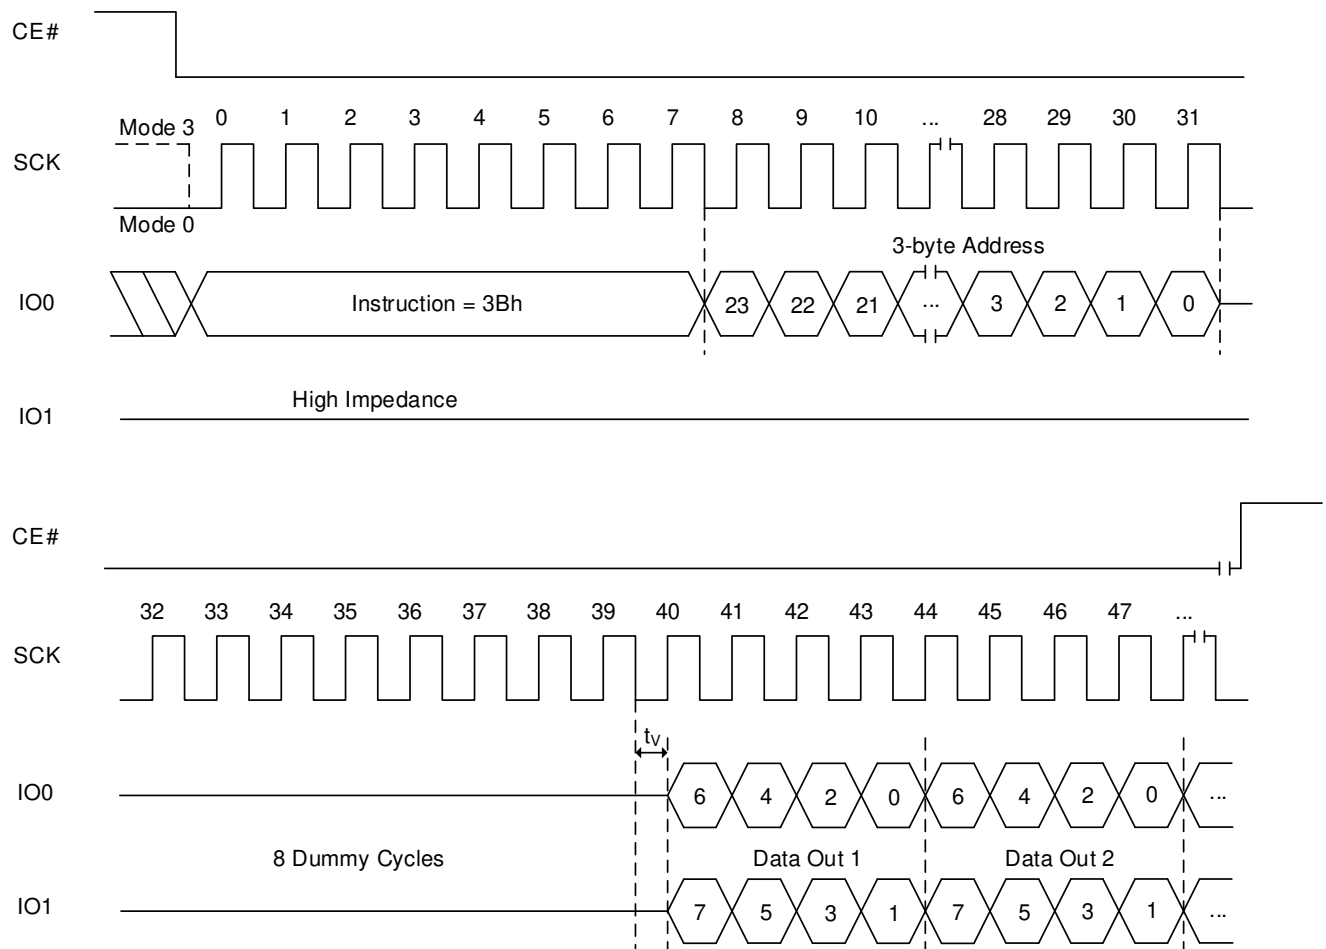 CE#
Mode 3 0 1 2 3 4 5 6 7 8 9 10 ... 28 29 30 31
SCK
Mode 0
3-byte Address
IO0 Instruction = 3Bh 23 22 21 ... 3 2 1 0
High Impedance
IO1
CE#
32 33 34 35 36 37 38 39 40 41 42 43 44 45 46 47 ...
SCK
tV
IO0 6 4 2 0 6 4 2 0 ...
8 Dummy Cycles Data Out 1 Data Out 2
IO1 7 5 3 1 7 5 3 1 ...